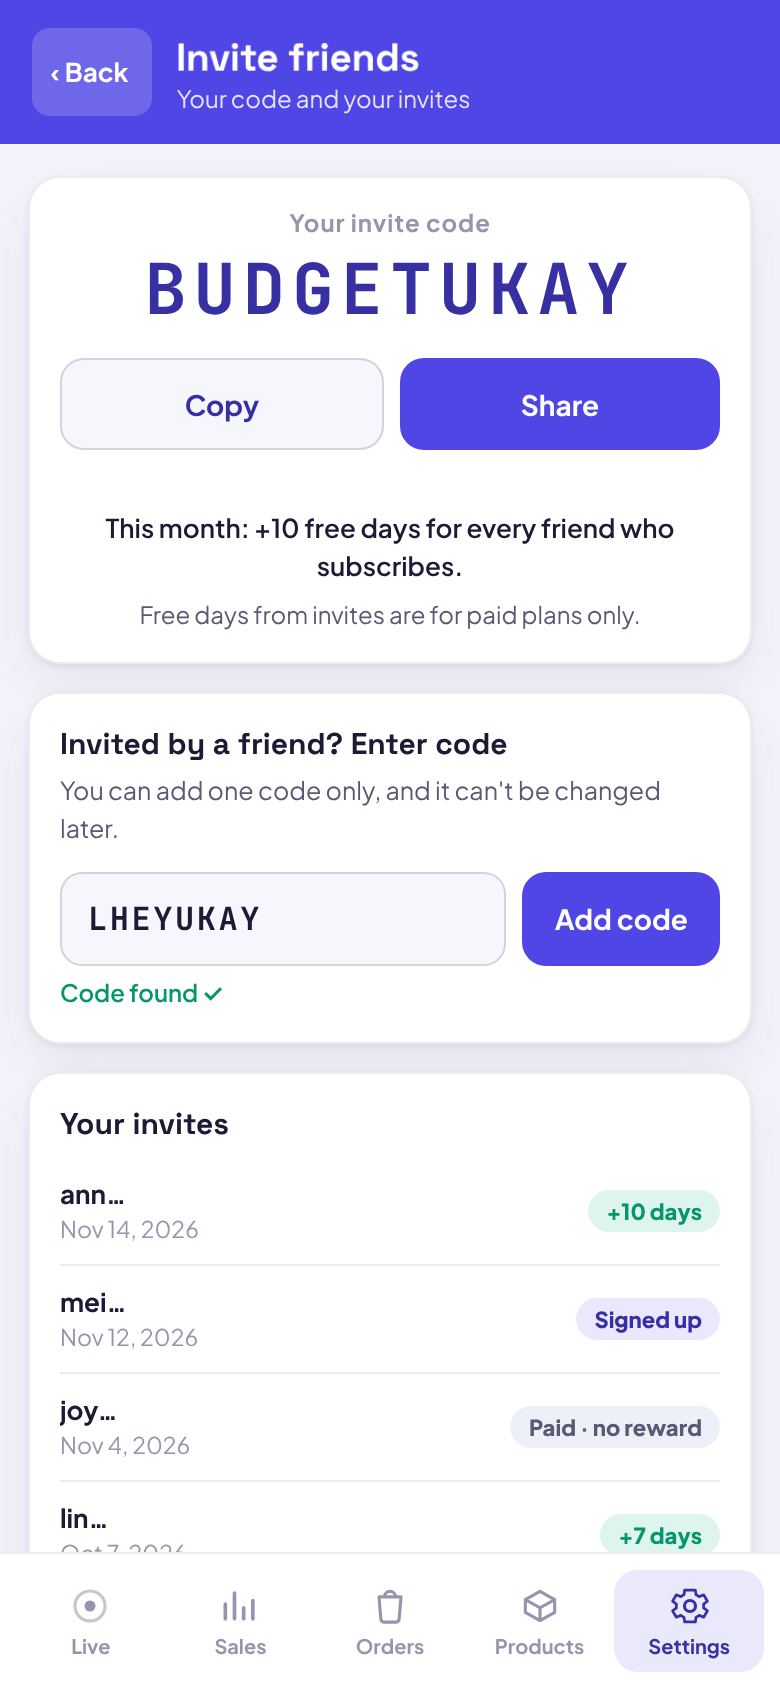 ‹ Back
Invite friends
Your code and your invites
Your invite code
BUDGETUKAY
Copy
Share
This month: +10 free days for every friend who
subscribes.
Free days from invites are for paid plans only.
Invited by a friend? Enter code
You can add one code only, and it can't be changed
later.
LHEYUKAY
Add code
Code found ✓
Your invites
ann...
+10 days
Nov 14, 2026
mei...
Signed up
Nov 12, 2026
joy...
Paid · no reward
Nov 4, 2026
lin...
+7 days
Oct 7, 2026
Live
Sales
Orders
Products
Settings